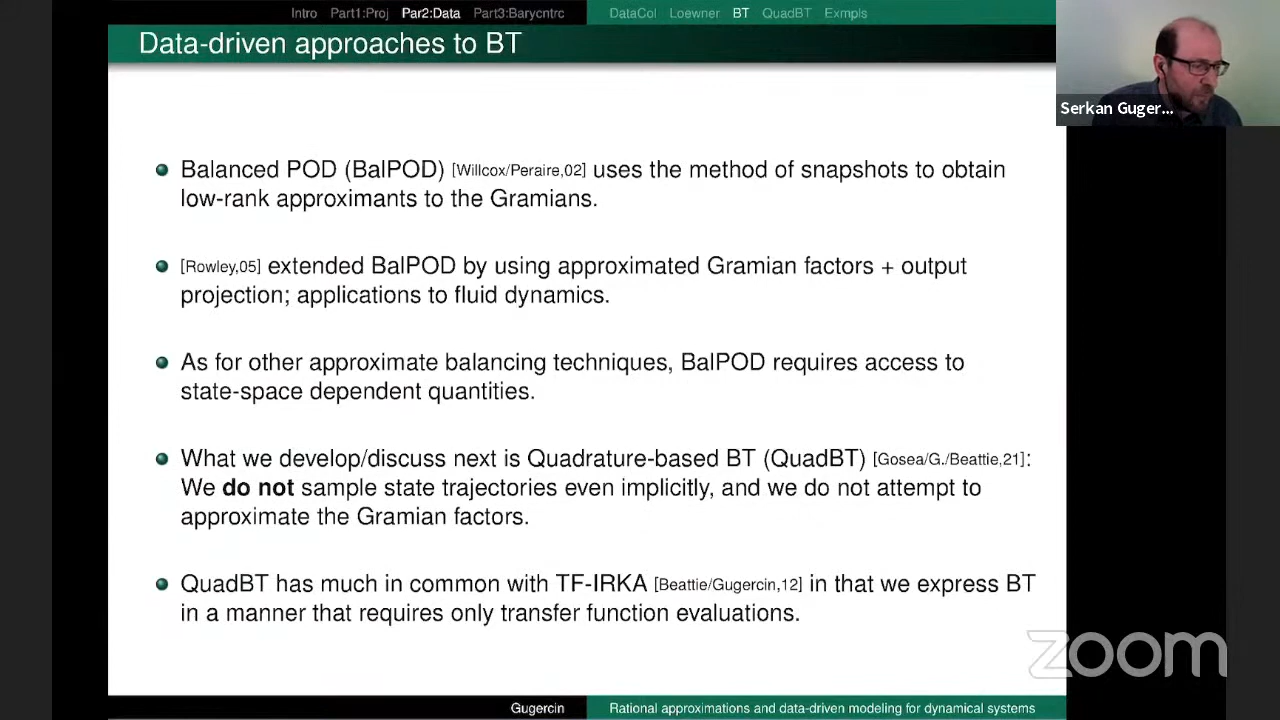 Intro Part1:Proj Par2:Data Part3:Barycntrc DataCol Loewner BT QuadBT Exmpls
Data-driven approaches to BT
Serkan Guger...
Balanced POD (BalPOD) [Willcox/Peraire,02] uses the method of snapshots to obtain
low-rank approximants to the Gramians.
[Rowley,05] extended BalPOD by using approximated Gramian factors + output
projection; applications to fluid dynamics.
As for other approximate balancing techniques, BalPOD requires access to
state-space dependent quantities.
What we develop/discuss next is Quadrature-based BT (QuadBT) [Gosea/G./Beattie,21]:
We do not sample state trajectories even implicitly, and we do not attempt to
approximate the Gramian factors.
QuadBT has much in common with TF-IRKA [Beattie/Gugercin,12] in that we express BT
in a manner that requires only transfer function evaluations.
zoom
Gugercin Rational approximations and data-driven modeling for dynamical systems